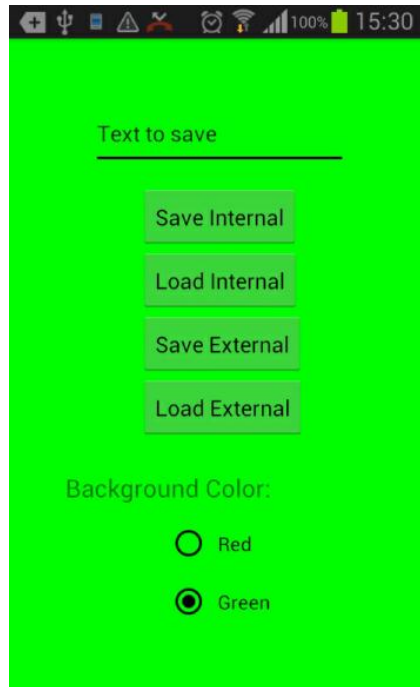 100% 15:30
Text to save
Save Internal
Load Internal
Save External
Load External
Background Color:
Red
Green